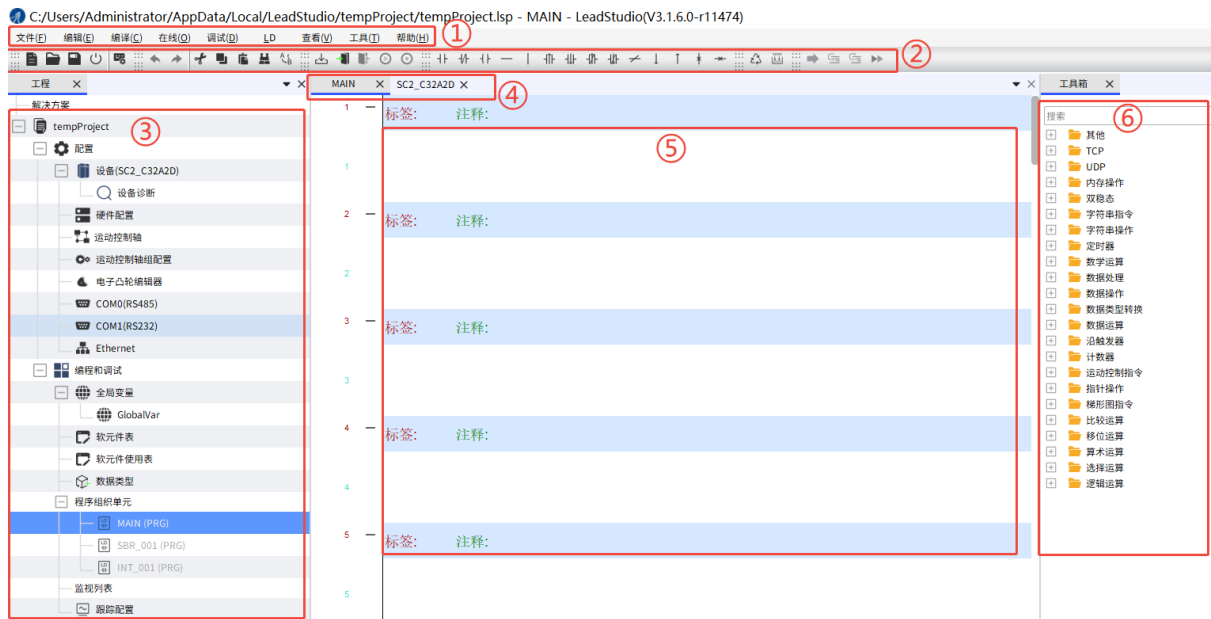 C:/Users/Administrator/AppData/Local/LeadStudio/tempProject/tempProject.lsp - MAIN - LeadStudio(V3.1.6.0-r11474)
文件(F) 编辑(E) 编译(C) 在线(O) 调试(D) LD 查看(V) 工具(T) 帮助(H) ①
②
工程
解决方案
③
tempProject
配置
设备(SC2_C32A2D)
设备诊断
硬件配置
运动控制轴
运动控制轴组配置
电子凸轮编辑器
COM0(RS485)
COM1(RS232)
Ethernet
编程和调试
全局变量
GlobalVar
软元件表
软元件使用表
数据类型
程序组织单元
MAIN (PRG)
SBR_001 (PRG)
INT_001 (PRG)
监视列表
跟踪配置
MAIN SC2_C32A2D ④
1 标签: 注释:
⑤
1
2 标签: 注释:
2
3 标签: 注释:
3
4 标签: 注释:
4
5 标签: 注释:
5
工具箱
搜索 ⑥
其他
TCP
UDP
内存操作
双稳态
字符串指令
字符串操作
定时器
数学运算
数据处理
数据操作
数据类型转换
数据运算
沿触发器
计数器
运动控制指令
指针操作
梯形图指令
比较运算
移位运算
算术运算
选择运算
逻辑运算